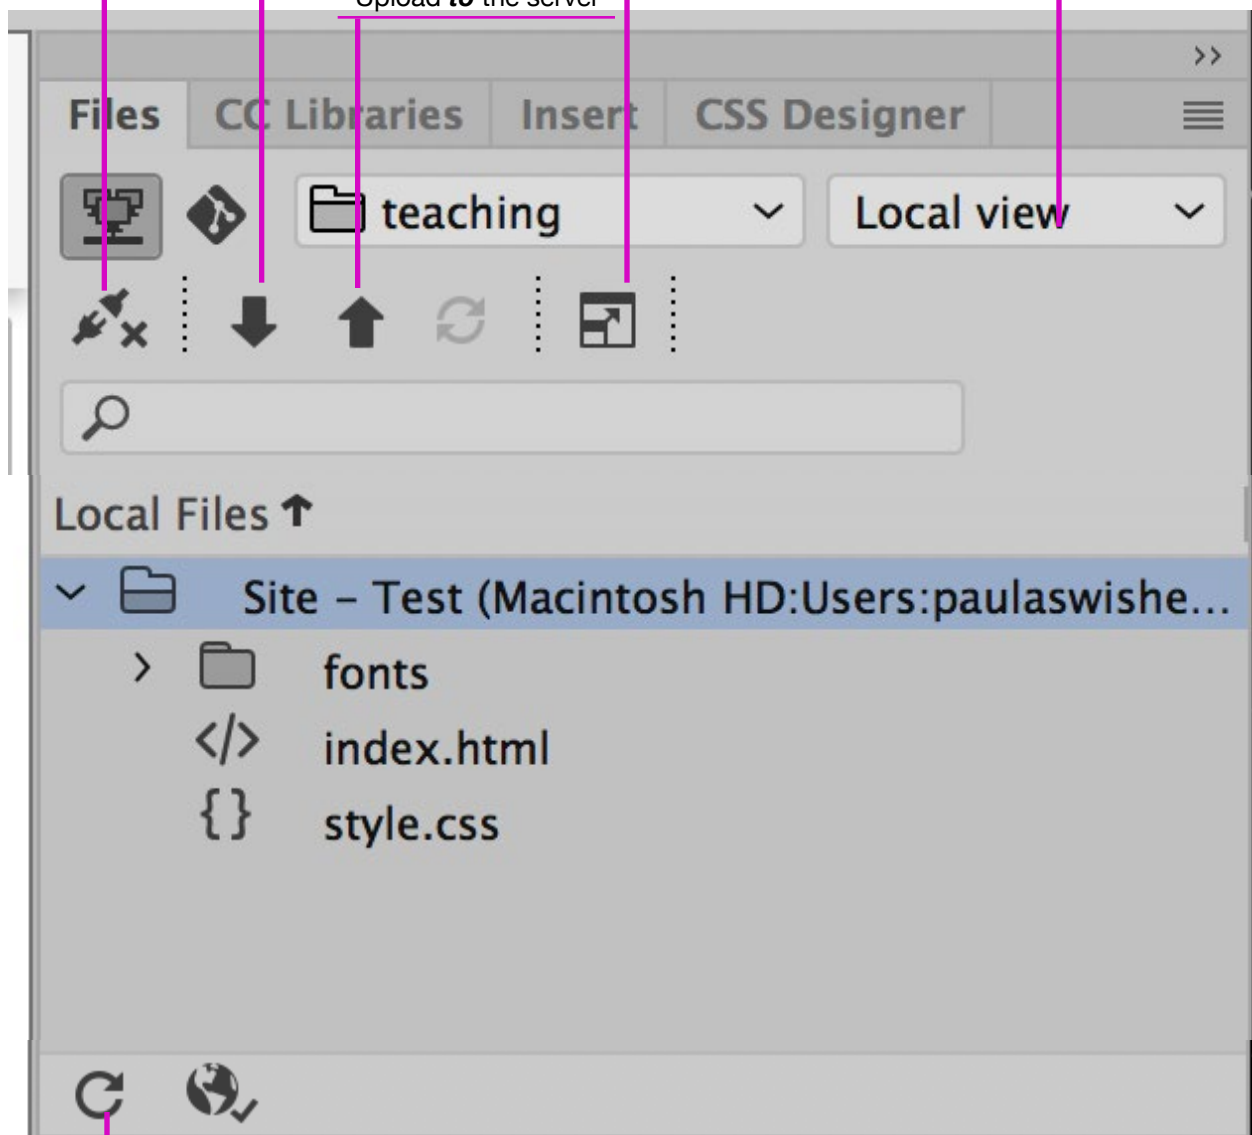 Upload to the server
Files CC Libraries Insert CSS Designer
teaching Local view
Local Files
Site – Test (Macintosh HD:Users:paulaswishe...
fonts
index.html
style.css